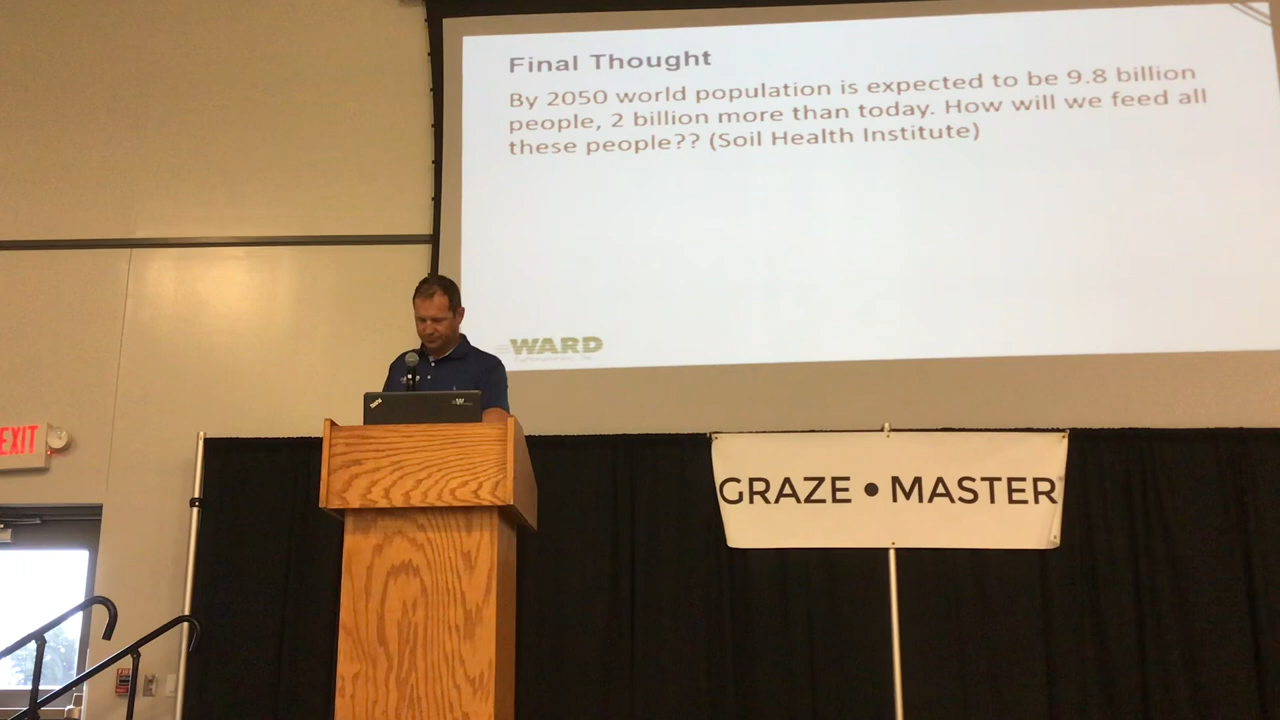 Final Thought
By 2050 world population is expected to be 9.8 billion
people, 2 billion more than today. How will we feed all
these people?? (Soil Health Institute)
WARD
EXIT
GRAZE • MASTER